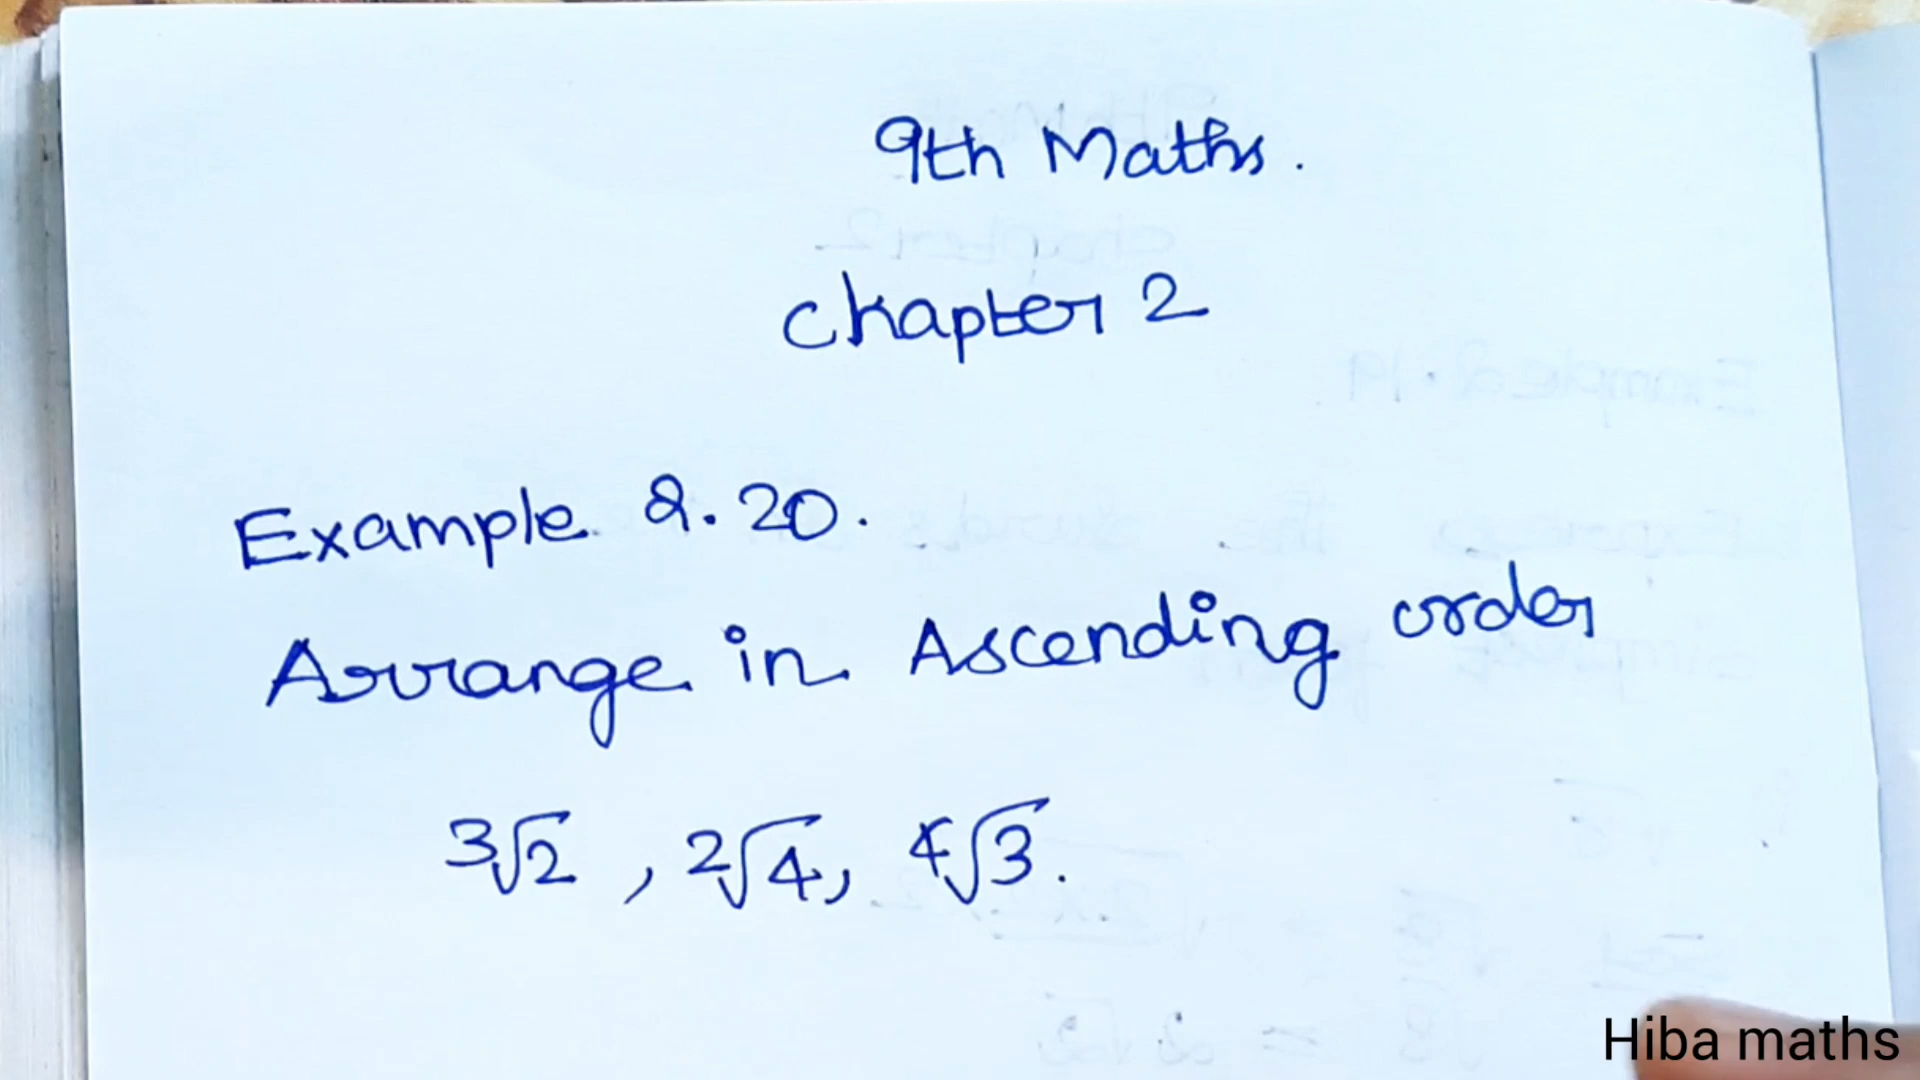 9th Maths.
Chapter 2
Example 2.20.
Arrange in Ascending order
³√2 , ²√4, ⁴√3.
Hiba maths